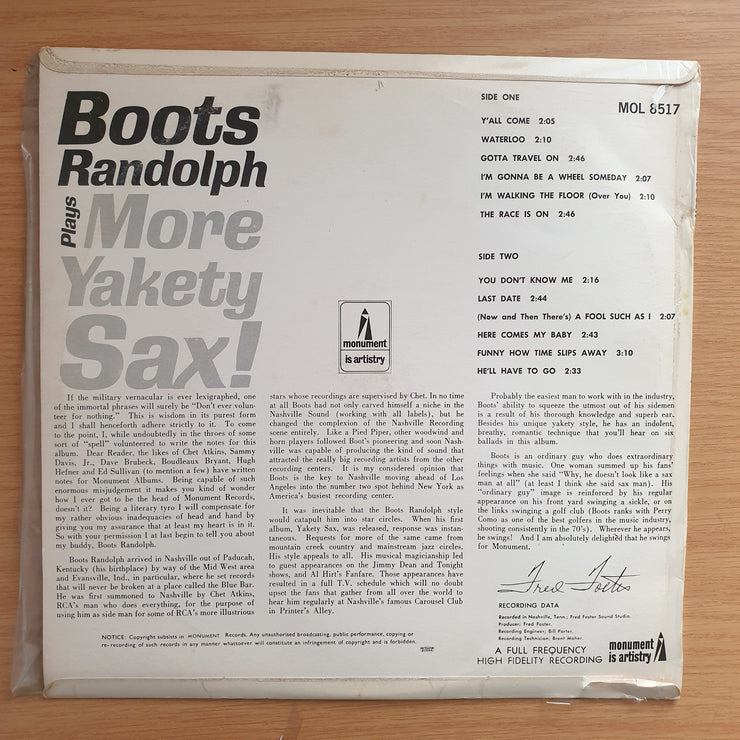 Boots
Randolph
Plays More
Yakety
Sax!
SIDE ONE
MOL 8517
Y'ALL COME 2:05
WATERLOO 2:10
GOTTA TRAVEL ON 2:46
I'M GONNA BE A WHEEL SOMEDAY 2:07
I'M WALKING THE FLOOR (Over You) 2:10
THE RACE IS ON 2:46
SIDE TWO
YOU DON'T KNOW ME 2:16
LAST DATE 2:44
(Now and Then There's) A FOOL SUCH AS I 2:07
HERE COMES MY BABY 2:43
FUNNY HOW TIME SLIPS AWAY 3:10
HE'LL HAVE TO GO 2:33
monument
is artistry
If the military vernacular is ever lexigraphed, one
of the immortal phrases will surely be "Don't ever volun-
teer for nothing." This is wisdom in its purest form
and I shall henceforth adhere strictly to it. To come
to the point, I, while undoubtedly in the throes of some
sort of "spell" volunteered to write the notes for this
album. Dear Reader, the likes of Chet Atkins, Sammy
Davis, Jr., Dave Brubeck, Boudleaux Bryant, Hugh
Hefner and Ed Sullivan (to mention a few) have written
notes for Monument Albums. Being capable of such
enormous misjudgement it makes you kind of wonder
how I ever got to be the head of Monument Records,
doesn't it? Being a literary tyro I will compensate for
my rather obvious inadequacies of head and hand by
giving you my assurance that at least my heart is in it.
So with your permission I at last begin to tell you about
my buddy, Boots Randolph.
Boots Randolph arrived in Nashville out of Paducah,
Kentucky (his birthplace) by way of the Mid West area
and Evansville, Ind., in particular, where he set records
that will never be broken at a place called the Blue Bar.
He was first summoned to Nashville by Chet Atkins,
RCA's man who does everything, for the purpose of
using him as side man for some of RCA's more illustrious
stars whose recordings are supervised by Chet. In no time
at all Boots had not only carved himself a niche in the
Nashville Sound (working with all labels), but he
changed the complexion of the Nashville Recording
scene entirely. Like a Pied Piper, other woodwind and
horn players followed Boot's pioneering and soon Nash-
ville was capable of producing the kind of sound that
attracted the really big recording artists from the other
recording centers. It is my considered opinion that
Boots is the key to Nashville moving ahead of Los
Angeles into the number two spot behind New York as
America's busiest recording center.
It was inevitable that the Boots Randolph style
would catapult him into star circles. When his first
album, Yakety Sax, was released, response was instan-
taneous. Requests for more of the same came from
mountain creek country and mainstream jazz circles.
His style appeals to all. His musical magicianship led
to guest appearances on the Jimmy Dean and Tonight
shows, and Al Hirt's Fanfare. Those appearances have
resulted in a full T.V. schedule which will no doubt
upset the fans that gather from all over the world to
hear him regularly at Nashville's famous Carousel Club
in Printer's Alley.
Probably the easiest man to work with in the industry,
Boots' ability to squeeze the utmost out of his sidemen
is a result of his thorough knowledge and superb ear.
Besides his unique yakety style, he has an indolent,
breathy, romantic technique that you'll hear on six
ballads in this album.
Boots is an ordinary guy who does extraordinary
things with music. One woman summed up his fans'
feelings when she said "Why, he doesn't look like a sax
man at all" (at least I think she said sax man). His
"ordinary guy" image is reinforced by his regular
appearance on his front yard swinging a sickle, or on
the links swinging a golf club (Boots ranks with Perry
Como as one of the best golfers in the music industry,
shooting consistently in the 70's). Wherever he appears,
he swings! And I am absolutely delighted that he swings
for Monument.
Fred Foster
RECORDING DATA
Recorded in Nashville, Tenn.; Fred Foster Sound Studio.
Producer; Fred Foster.
Recording Engineer; Bill Porter.
Recording Technician; Brent Maher.
A FULL FREQUENCY
HIGH FIDELITY RECORDING
monument
is artistry
NOTICE: Copyright subsists in MONUMENT Records. Any unauthorised broadcasting, public performance, copying or
re-recording of such records in any manner whatsoever will constitute an infringement of copyright and is forbidden.